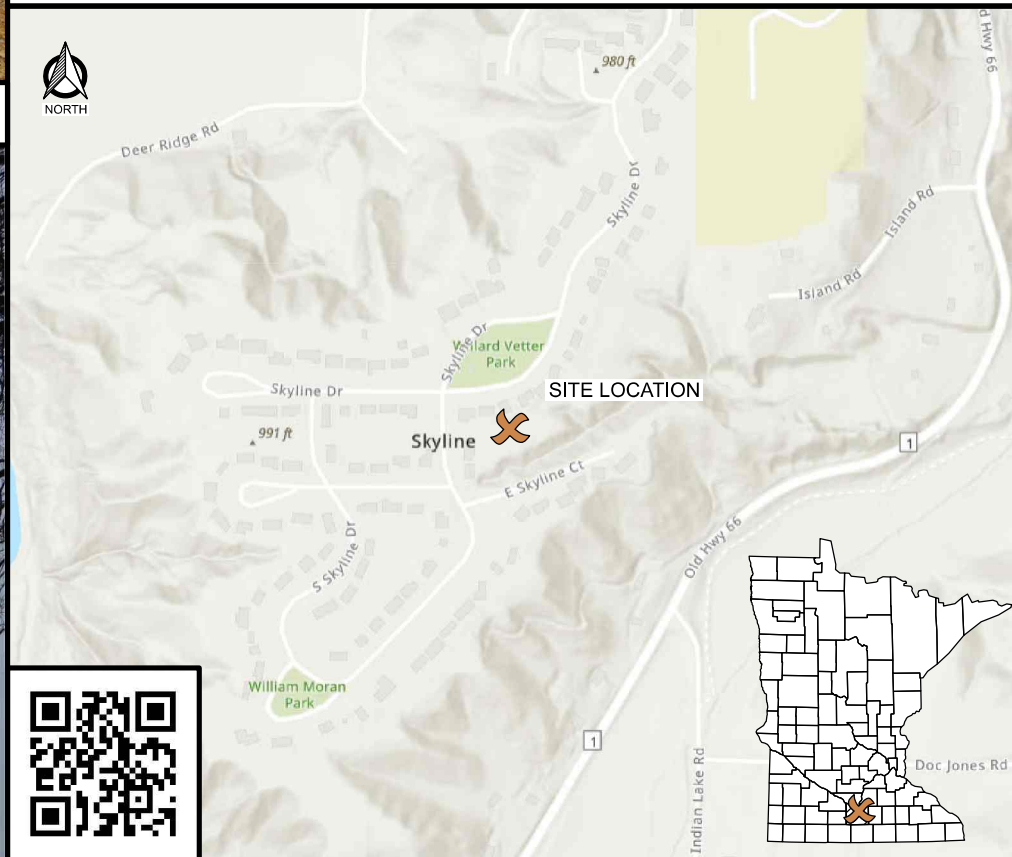 980 ft
d Hwy 66
NORTH
Deer Ridge Rd
Skyline Dr
Island Rd
Island Rd
Skyline Dr
Willard Vetter
Park
SITE LOCATION
Skyline Dr
991 ft
Skyline
1
E Skyline Ct
Old Hwy 66
S Skyline Dr
William Moran
Park
1
Indian Lake Rd
Doc Jones Rd